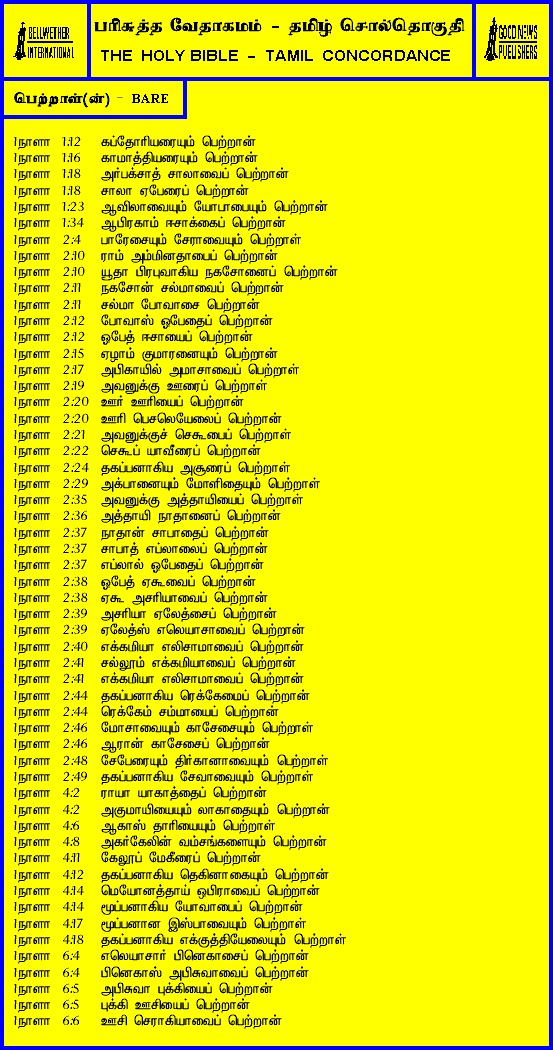 BELLWETHER
INTERNATIONAL
பரிசுத்த வேதாகமம் - தமிழ் சொல்தொகுதி
THE HOLY BIBLE - TAMIL CONCORDANCE
GOOD NEWS
PUBLISHERS
பெற்றாள்(ன்) - BARE
1நாளா 1:12 கப்தோரியரையும் பெற்றான்
1நாளா 1:16 காமாத்தியரையும் பெற்றான்
1நாளா 1:18 அர்பக்சாத் சாலாவைப் பெற்றான்
1நாளா 1:18 சாலா ஏபேரைப் பெற்றான்
1நாளா 1:23 ஆவிலாவையும் யோபாபையும் பெற்றான்
1நாளா 1:34 ஆபிரகாம் ஈசாக்கைப் பெற்றான்
1நாளா 2:4 பாரேசையும் சேராவையும் பெற்றாள்
1நாளா 2:10 ராம் அம்மினதாபைப் பெற்றான்
1நாளா 2:10 யூதா பிரபுவாகிய நகசோனைப் பெற்றான்
1நாளா 2:11 நகசோன் சல்மாவைப் பெற்றான்
1நாளா 2:11 சல்மா போவாசை பெற்றான்
1நாளா 2:12 போவாஸ் ஓபேதைப் பெற்றான்
1நாளா 2:12 ஓபேத் ஈசாயைப் பெற்றான்
1நாளா 2:15 ஏழாம் குமாரனையும் பெற்றான்
1நாளா 2:17 அபிகாயில் அமாசாவைப் பெற்றாள்
1நாளா 2:19 அவனுக்கு ஊரைப் பெற்றாள்
1நாளா 2:20 ஊர் ஊரியைப் பெற்றான்
1நாளா 2:20 ஊரி பெசலெயேலைப் பெற்றான்
1நாளா 2:21 அவனுக்குச் செகூபைப் பெற்றாள்
1நாளா 2:22 செகூப் யாவீரைப் பெற்றான்
1நாளா 2:24 தகப்பனாகிய அசூரைப் பெற்றாள்
1நாளா 2:29 அக்பானையும் மோளிதையும் பெற்றாள்
1நாளா 2:35 அவனுக்கு அத்தாயியைப் பெற்றாள்
1நாளா 2:36 அத்தாயி நாதானைப் பெற்றான்
1நாளா 2:37 நாதான் சாபாதைப் பெற்றான்
1நாளா 2:37 சாபாத் எப்லாலைப் பெற்றான்
1நாளா 2:37 எப்லால் ஓபேதைப் பெற்றான்
1நாளா 2:38 ஓபேத் ஏகூவைப் பெற்றான்
1நாளா 2:38 ஏகூ அசரியாவைப் பெற்றான்
1நாளா 2:39 அசரியா ஏலேத்சைப் பெற்றான்
1நாளா 2:39 ஏலேத்ஸ் எலெயாசாவைப் பெற்றான்
1நாளா 2:40 எக்கமியா எலிசாமாவைப் பெற்றான்
1நாளா 2:41 சல்லூம் எக்கமியாவைப் பெற்றான்
1நாளா 2:41 எக்கமியா எலிசாமாவைப் பெற்றான்
1நாளா 2:44 தகப்பனாகிய ரெக்கேமைப் பெற்றான்
1நாளா 2:44 ரெக்கேம் சம்மாயைப் பெற்றான்
1நாளா 2:46 மோசாவையும் காசேசையும் பெற்றாள்
1நாளா 2:46 ஆரான் காசேசைப் பெற்றான்
1நாளா 2:48 சேபேரையும் திர்கானாவையும் பெற்றாள்
1நாளா 2:49 தகப்பனாகிய சேவாவையும் பெற்றாள்
1நாளா 4:2 ராயா யாகாத்தைப் பெற்றான்
1நாளா 4:2 அகுமாயியையும் லாகாதையும் பெற்றான்
1நாளா 4:6 ஆகாஸ் தாரியையும் பெற்றாள்
1நாளா 4:8 அகர்கேலின் வம்சங்களையும் பெற்றான்
1நாளா 4:11 கேலூப் மேகீரைப் பெற்றான்
1நாளா 4:12 தகப்பனாகிய தெகினாகையும் பெற்றான்
1நாளா 4:14 மெயோனத்தாய் ஒபிராவைப் பெற்றான்
1நாளா 4:14 மூப்பனாகிய யோவாபைப் பெற்றான்
1நாளா 4:17 மூப்பனான இஸ்பாவையும் பெற்றாள்
1நாளா 4:18 தகப்பனாகிய எக்குத்தியேலையும் பெற்றாள்
1நாளா 6:4 எலெயாசார் பினெகாசைப் பெற்றான்
1நாளா 6:4 பினெகாஸ் அபிசுவாவைப் பெற்றான்
1நாளா 6:5 அபிசுவா புக்கியைப் பெற்றான்
1நாளா 6:5 புக்கி ஊசியைப் பெற்றான்
1நாளா 6:6 ஊசி செராகியாவைப் பெற்றான்